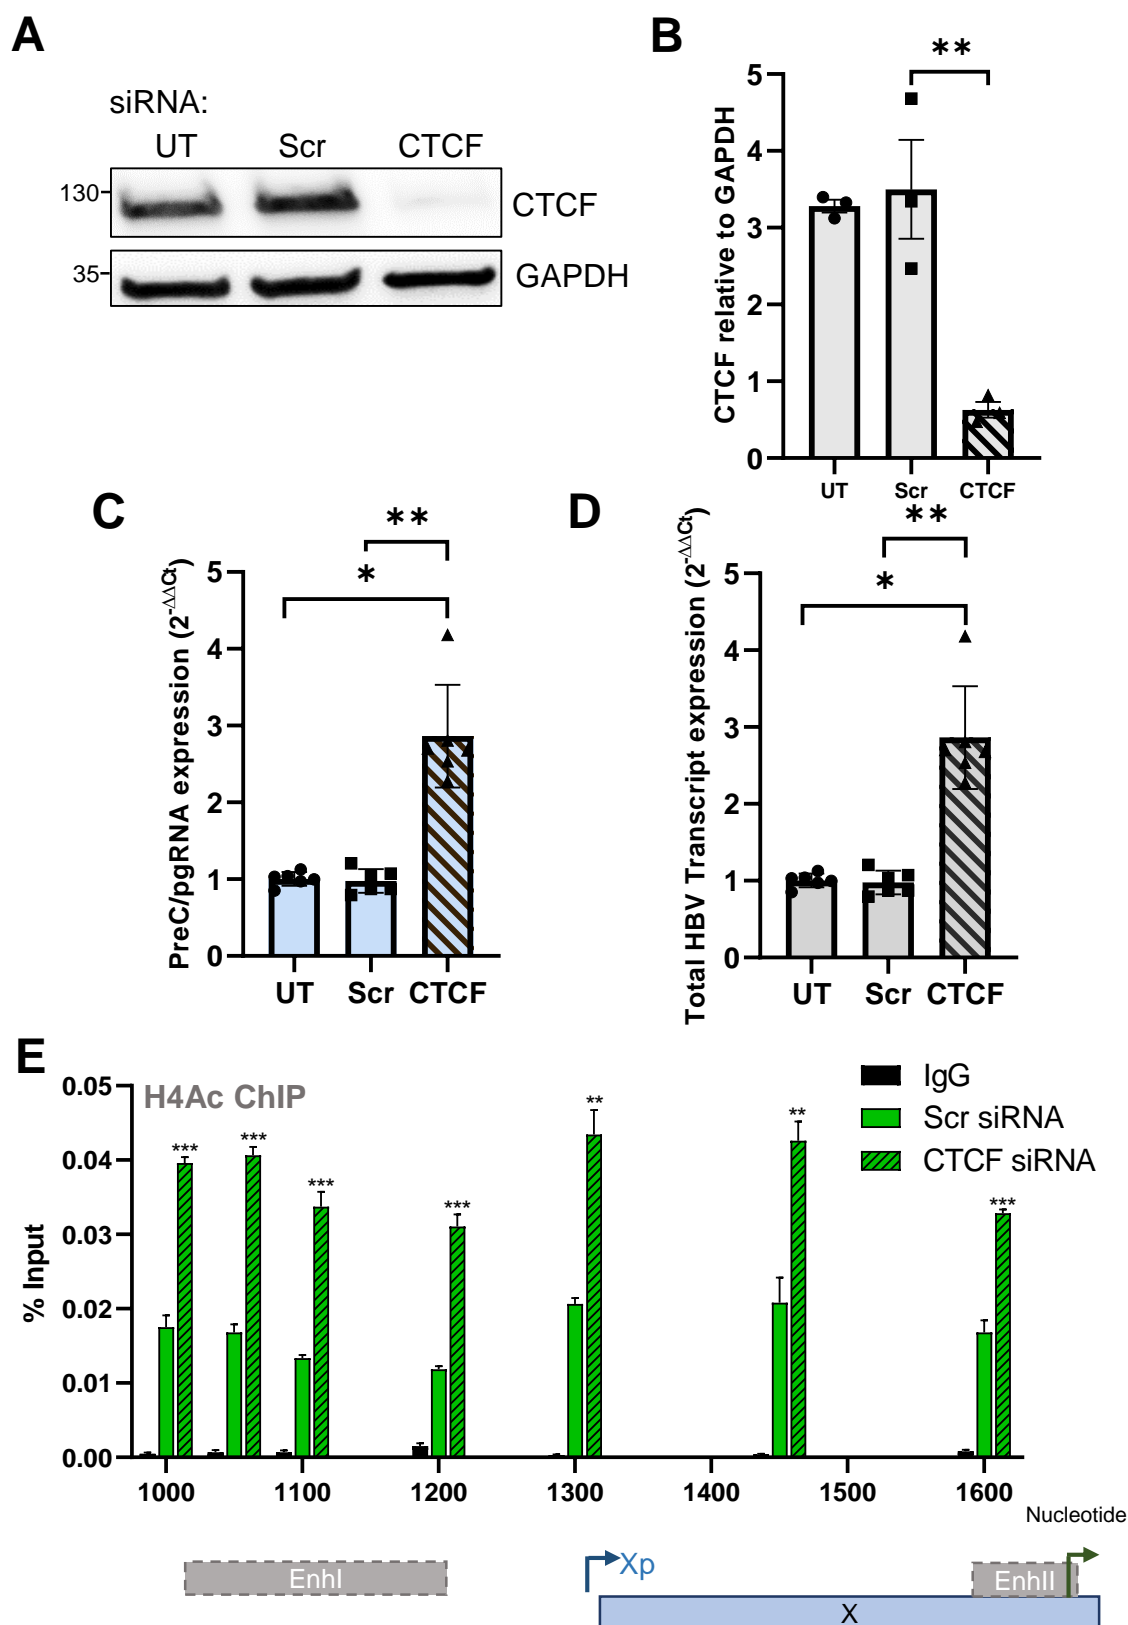 A
siRNA:
UT Scr CTCF
130
CTCF
35
GAPDH
B
**
CTCF relative to GAPDH
5
4
3
2
1
0
UT Scr CTCF
C
**
*
PreC/pgRNA expression (2^-ΔΔCt)
5
4
3
2
1
0
UT Scr CTCF
D
**
*
Total HBV Transcript expression (2^-ΔΔCt)
5
4
3
2
1
0
UT Scr CTCF
E
H4Ac ChIP
IgG
Scr siRNA
CTCF siRNA
% Input
0.05
0.04
0.03
0.02
0.01
0.00
*** *** *** *** ** ** ***
1000 1100 1200 1300 1400 1500 1600
Nucleotide
EnhI
Xp
EnhII
X